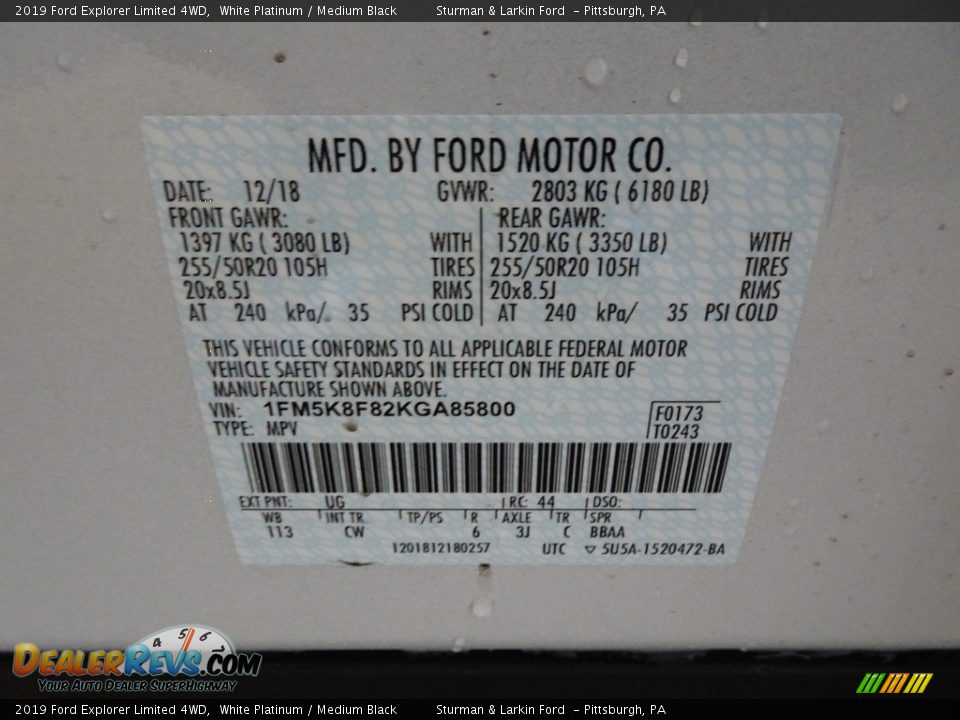 2019 Ford Explorer Limited 4WD, White Platinum / Medium Black Sturman & Larkin Ford - Pittsburgh, PA
MFD. BY FORD MOTOR CO.
DATE: 12/18 GVWR: 2803 KG ( 6180 LB)
FRONT GAWR: REAR GAWR:
1397 KG ( 3080 LB) WITH 1520 KG ( 3350 LB) WITH
255/50R20 105H TIRES 255/50R20 105H TIRES
20x8.5J RIMS 20x8.5J RIMS
AT 240 kPa/ 35 PSI COLD AT 240 kPa/ 35 PSI COLD
THIS VEHICLE CONFORMS TO ALL APPLICABLE FEDERAL MOTOR
VEHICLE SAFETY STANDARDS IN EFFECT ON THE DATE OF
MANUFACTURE SHOWN ABOVE.
VIN: 1FM5K8F82KGA85800 F0173
TYPE: MPV T0243
EXT PNT: UG RC: 44 DSO:
WB INT TR TP/PS R AXLE TR SPR
113 CW 6 3J C BBAA
1201812180257 UTC ▽ 5U5A-1520472-BA
4 5 6
DEALERREVS.COM
YOUR AUTO DEALER SUPERHIGHWAY
2019 Ford Explorer Limited 4WD, White Platinum / Medium Black Sturman & Larkin Ford - Pittsburgh, PA